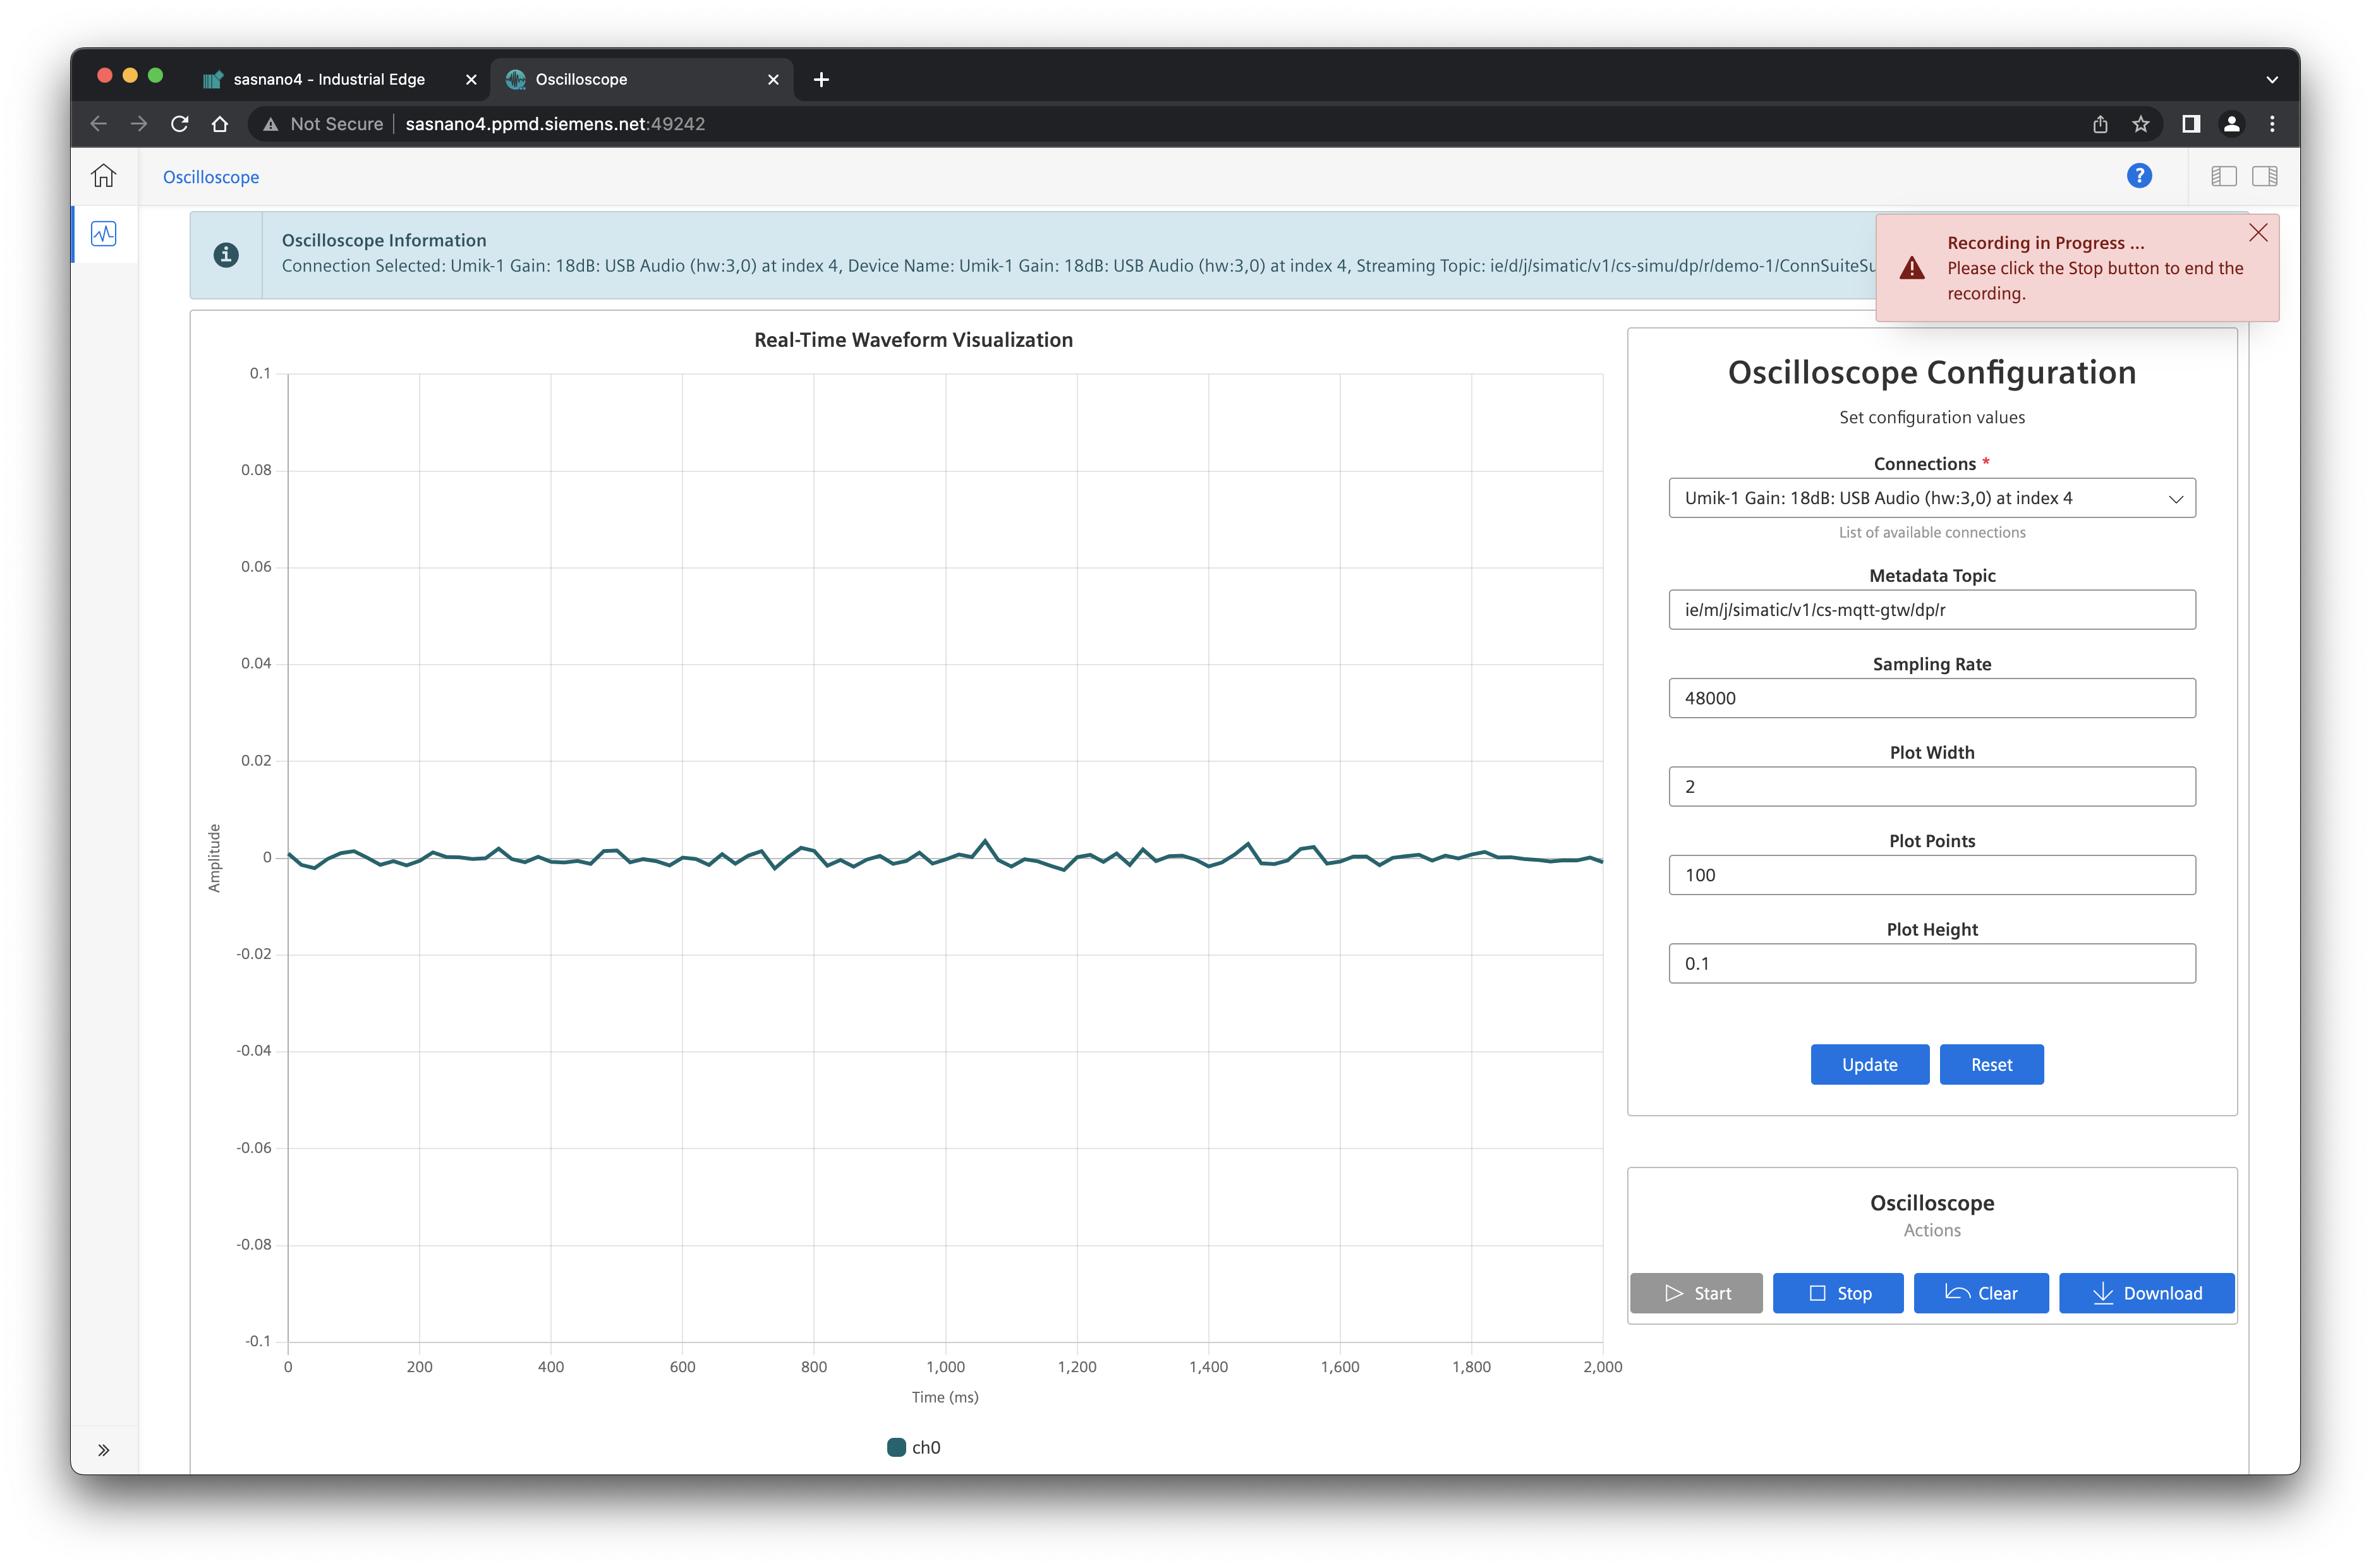 sasnano4 - Industrial Edge
Oscilloscope
Not Secure
sasnano4.ppmd.siemens.net:49242
Oscilloscope
Oscilloscope Information
Connection Selected: Umik-1 Gain: 18dB: USB Audio (hw:3,0) at index 4, Device Name: Umik-1 Gain: 18dB: USB Audio (hw:3,0) at index 4, Streaming Topic: ie/d/j/simatic/v1/cs-simu/dp/r/demo-1/ConnSuiteSu
Recording in Progress ...
Please click the Stop button to end the
recording.
Real-Time Waveform Visualization
0.1
0.08
0.06
0.04
0.02
0
-0.02
-0.04
-0.06
-0.08
-0.1
Amplitude
0 200 400 600 800 1,000 1,200 1,400 1,600 1,800 2,000
Time (ms)
ch0
Oscilloscope Configuration
Set configuration values
Connections *
Umik-1 Gain: 18dB: USB Audio (hw:3,0) at index 4
List of available connections
Metadata Topic
ie/m/j/simatic/v1/cs-mqtt-gtw/dp/r
Sampling Rate
48000
Plot Width
2
Plot Points
100
Plot Height
0.1
Update Reset
Oscilloscope
Actions
Start Stop Clear Download